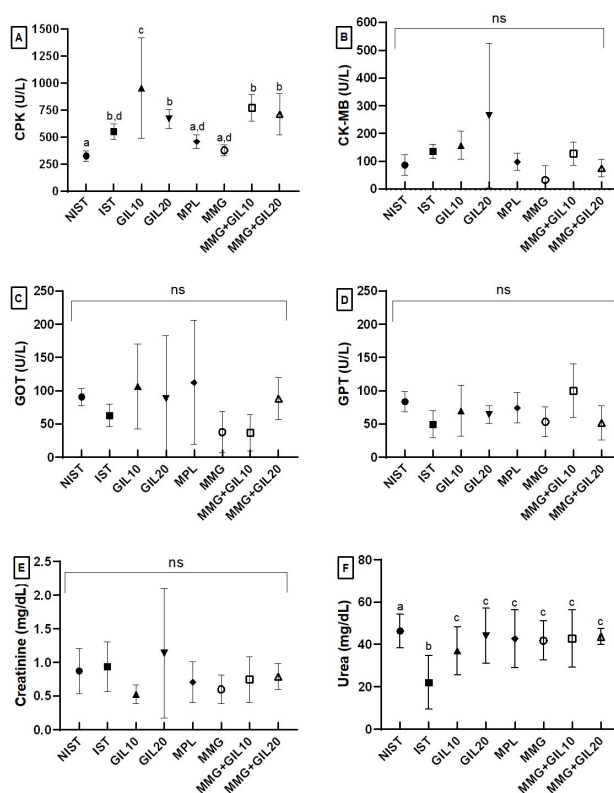 A
CPK (U/L)
1500
1250
1000
750
500
250
0
a
b,d
c
b
a,d
a,d
b
b
NIST
IST
GIL10
GIL20
MPL
MMG
MMG+GIL10
MMG+GIL20
B
CK-MB (U/L)
ns
600
500
400
300
200
100
0
NIST
IST
GIL10
GIL20
MPL
MMG
MMG+GIL10
MMG+GIL20
C
GOT (U/L)
ns
250
200
150
100
50
0
NIST
IST
GIL10
GIL20
MPL
MMG
MMG+GIL10
MMG+GIL20
D
GPT (U/L)
ns
250
200
150
100
50
0
NIST
IST
GIL10
GIL20
MPL
MMG
MMG+GIL10
MMG+GIL20
E
Creatinine (mg/dL)
ns
2.5
2.0
1.5
1.0
0.5
0.0
NIST
IST
GIL10
GIL20
MPL
MMG
MMG+GIL10
MMG+GIL20
F
Urea (mg/dL)
80
60
40
20
0
a
b
c
c
c
c
c
c
NIST
IST
GIL10
GIL20
MPL
MMG
MMG+GIL10
MMG+GIL20